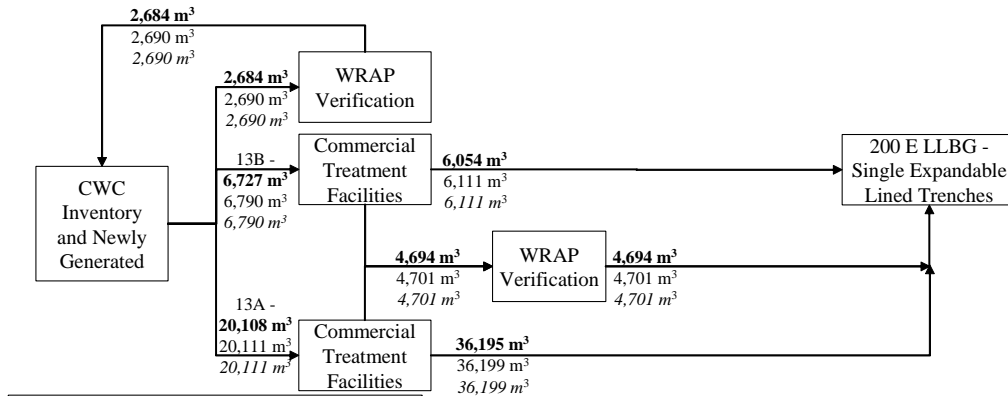 2,684 m³
2,690 m³
2,690 m³
2,684 m³
2,690 m³
2,690 m³
WRAP
Verification
CWC
Inventory
and Newly
Generated
13B -
6,727 m³
6,790 m³
6,790 m³
Commercial
Treatment
Facilities
6,054 m³
6,111 m³
6,111 m³
200 E LLBG -
Single Expandable
Lined Trenches
4,694 m³
4,701 m³
4,701 m³
WRAP
Verification
4,694 m³
4,701 m³
4,701 m³
13A -
20,108 m³
20,111 m³
20,111 m³
Commercial
Treatment
Facilities
36,195 m³
36,199 m³
36,199 m³